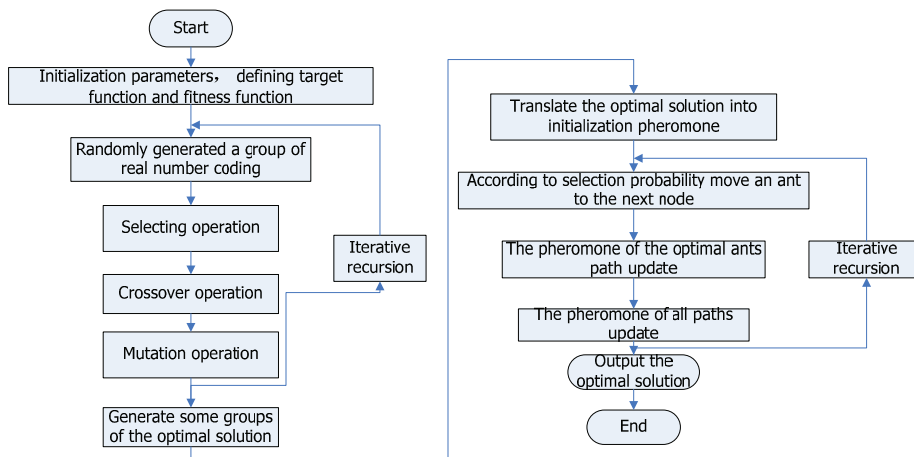 Start
Initialization parameters， defining target
function and fitness function
Randomly generated a group of
real number coding
Selecting operation
Iterative
recursion
Crossover operation
Mutation operation
Generate some groups
of the optimal solution
Translate the optimal solution into
initialization pheromone
According to selection probability move an ant
to the next node
The pheromone of the optimal ants
path update
Iterative
recursion
The pheromone of all paths
update
Output the
optimal solution
End